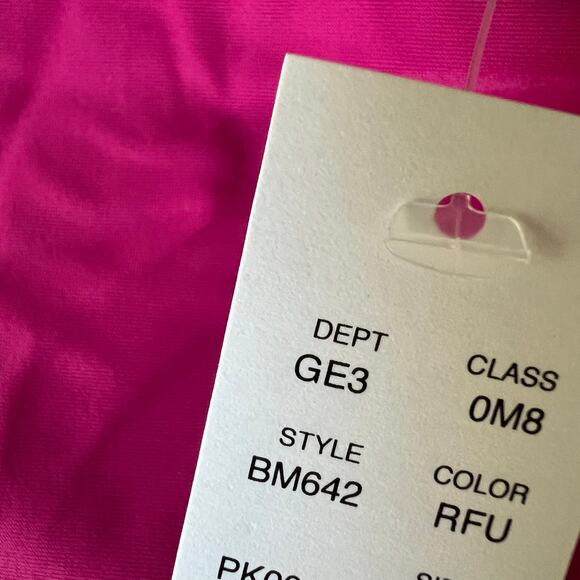 DEPT CLASS
GE3 0M8
STYLE COLOR
BM642 RFU